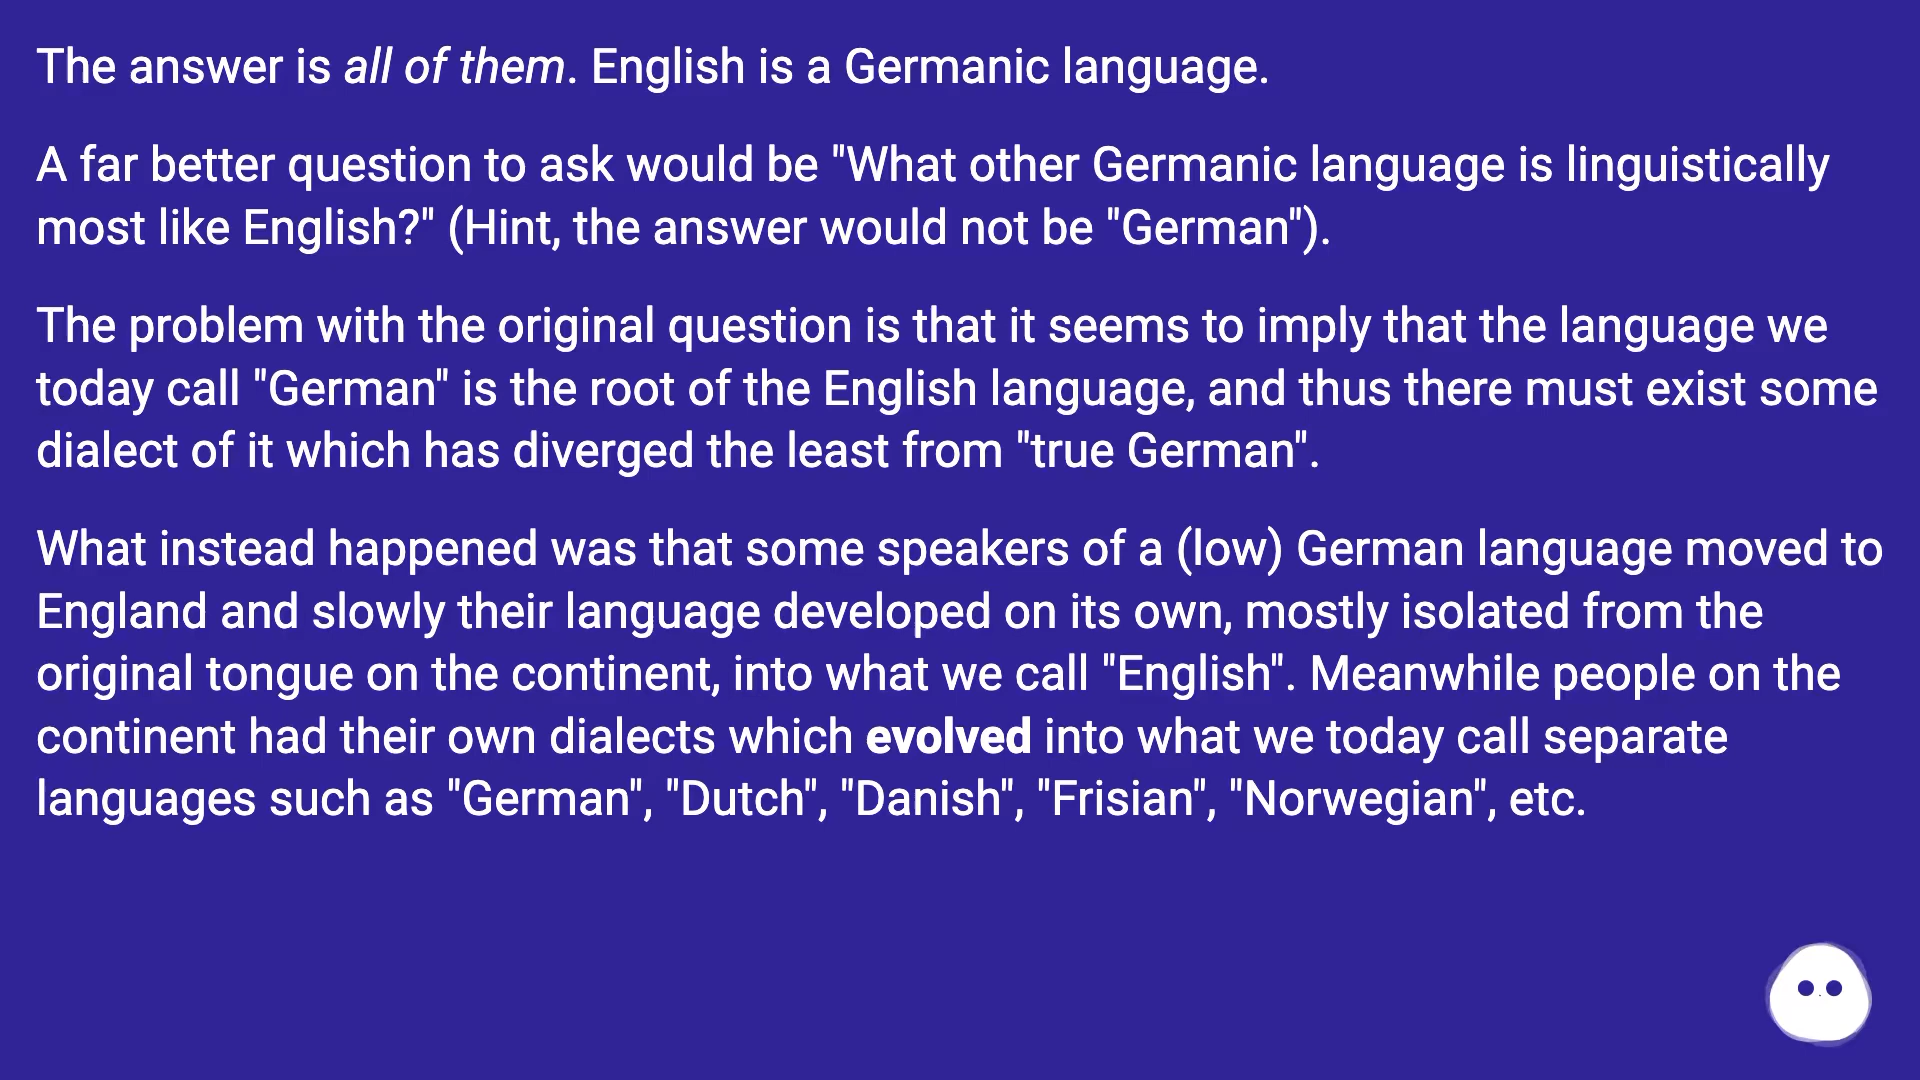 The answer is all of them. English is a Germanic language.
A far better question to ask would be "What other Germanic language is linguistically
most like English?" (Hint, the answer would not be "German").
The problem with the original question is that it seems to imply that the language we
today call "German" is the root of the English language, and thus there must exist some
dialect of it which has diverged the least from "true German".
What instead happened was that some speakers of a (low) German language moved to
England and slowly their language developed on its own, mostly isolated from the
original tongue on the continent, into what we call "English". Meanwhile people on the
continent had their own dialects which evolved into what we today call separate
languages such as "German", "Dutch", "Danish", "Frisian", "Norwegian", etc.